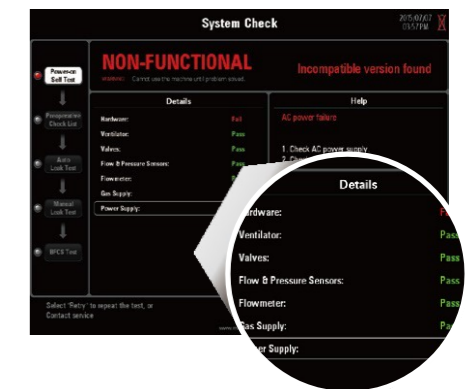 System Check
2015/07/07
03:57 PM
NON-FUNCTIONAL
Cannot use the machine until problem solved.
Incompatible version found
Power-on
Self Test
Preoperative
Check List
Auto
Leak Test
Manual
Leak Test
BFCS Test
Details
Hardware: Fail
Ventilator: Pass
Valves: Pass
Flow & Pressure Sensors: Pass
Flowmeter:
Gas Supply:
Power Supply:
Help
AC power failure
1. Check AC power supply
2.
Details
Ventilator: Pass
Valves: Pass
Flow & Pressure Sensors: Pass
Flowmeter: Pass
Gas Supply:
Supply:
Select 'Retry' to repeat the test, or
Contact service